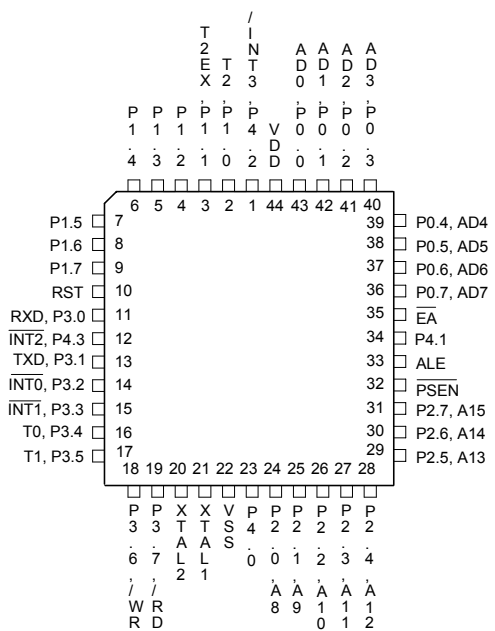 P1.4
P1.3
P1.2
T2EX,P1.1
T2,P1.0
/INT3,P4.2
VDD
AD0,P0.0
AD1,P0.1
AD2,P0.2
AD3,P0.3
6 5 4 3 2 1 44 43 42 41 40
P1.5 7
P1.6 8
P1.7 9
RST 10
RXD, P3.0 11
INT2, P4.3 12
TXD, P3.1 13
INT0, P3.2 14
INT1, P3.3 15
T0, P3.4 16
T1, P3.5 17
39 P0.4, AD4
38 P0.5, AD5
37 P0.6, AD6
36 P0.7, AD7
35 EA
34 P4.1
33 ALE
32 PSEN
31 P2.7, A15
30 P2.6, A14
29 P2.5, A13
18 19 20 21 22 23 24 25 26 27 28
P3.6,/WR
P3.7,/RD
XTAL2
XTAL1
VSS
P4.0
P2.0,A8
P2.1,A9
P2.2,A10
P2.3,A11
P2.4,A12